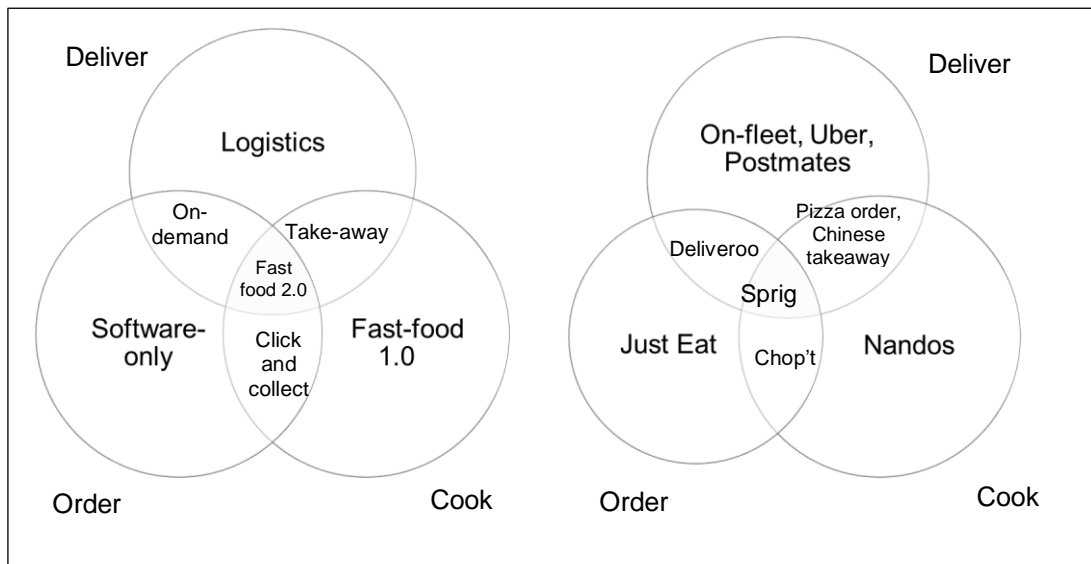 Deliver
Logistics
On-
demand
Take-away
Fast
food 2.0
Software-
only
Click
and
collect
Fast-food
1.0
Order
Cook
Deliver
On-fleet, Uber,
Postmates
Pizza order,
Chinese
takeaway
Deliveroo
Sprig
Just Eat
Chop't
Nandos
Order
Cook